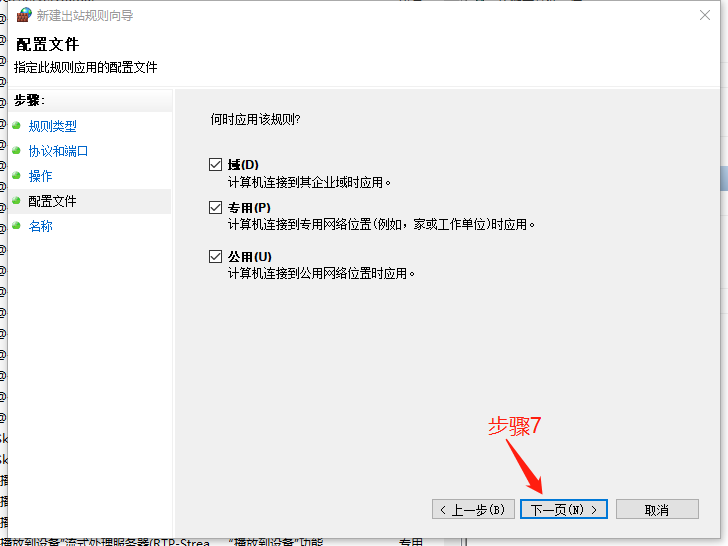 新建出站规则向导
配置文件
指定此规则应用的配置文件
步骤:
规则类型
协议和端口
操作
配置文件
名称
何时应用该规则?
域(D)
计算机连接到其企业域时应用。
专用(P)
计算机连接到专用网络位置(例如，家或工作单位)时应用。
公用(U)
计算机连接到公用网络位置时应用。
步骤7
< 上一步(B)
下一页(N) >
取消
播放到设备"流式处理服务器(RTP-Strea... "播放到设备"功能 专用